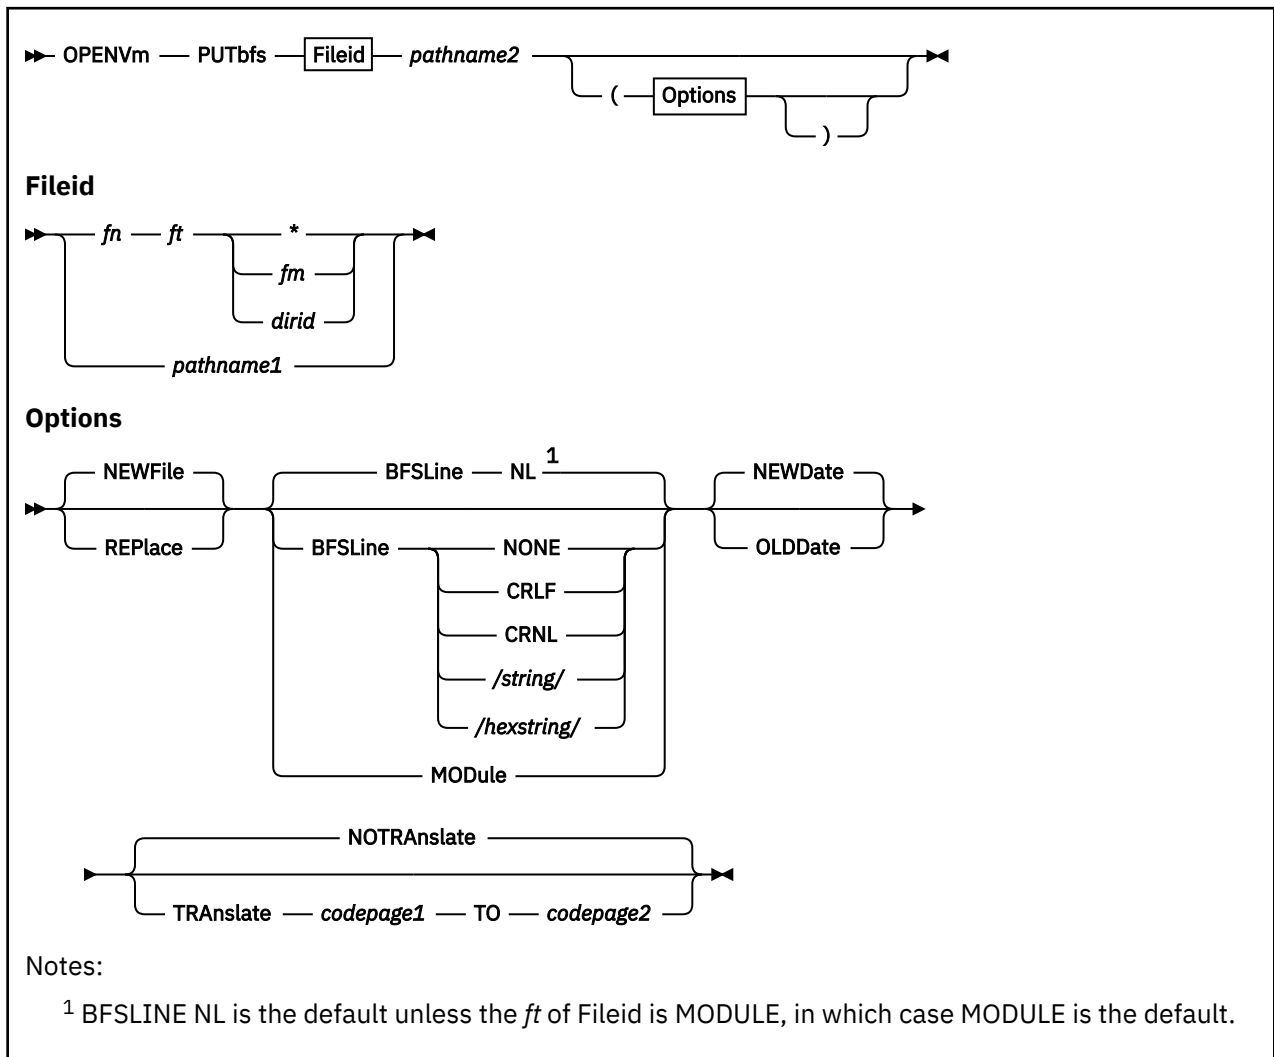 OPENVm PUTbfs Fileid pathname2
( Options
)
Fileid
fn ft *
fm
dirid
pathname1
Options
NEWFile BFSLine NL 1 NEWDate
REPlace BFSLine NONE OLDDate
CRLF
CRNL
/string/
/hexstring/
MODule
NOTRAnslate
TRAnslate codepage1 TO codepage2
Notes:
1 BFSLINE NL is the default unless the ft of Fileid is MODULE, in which case MODULE is the default.